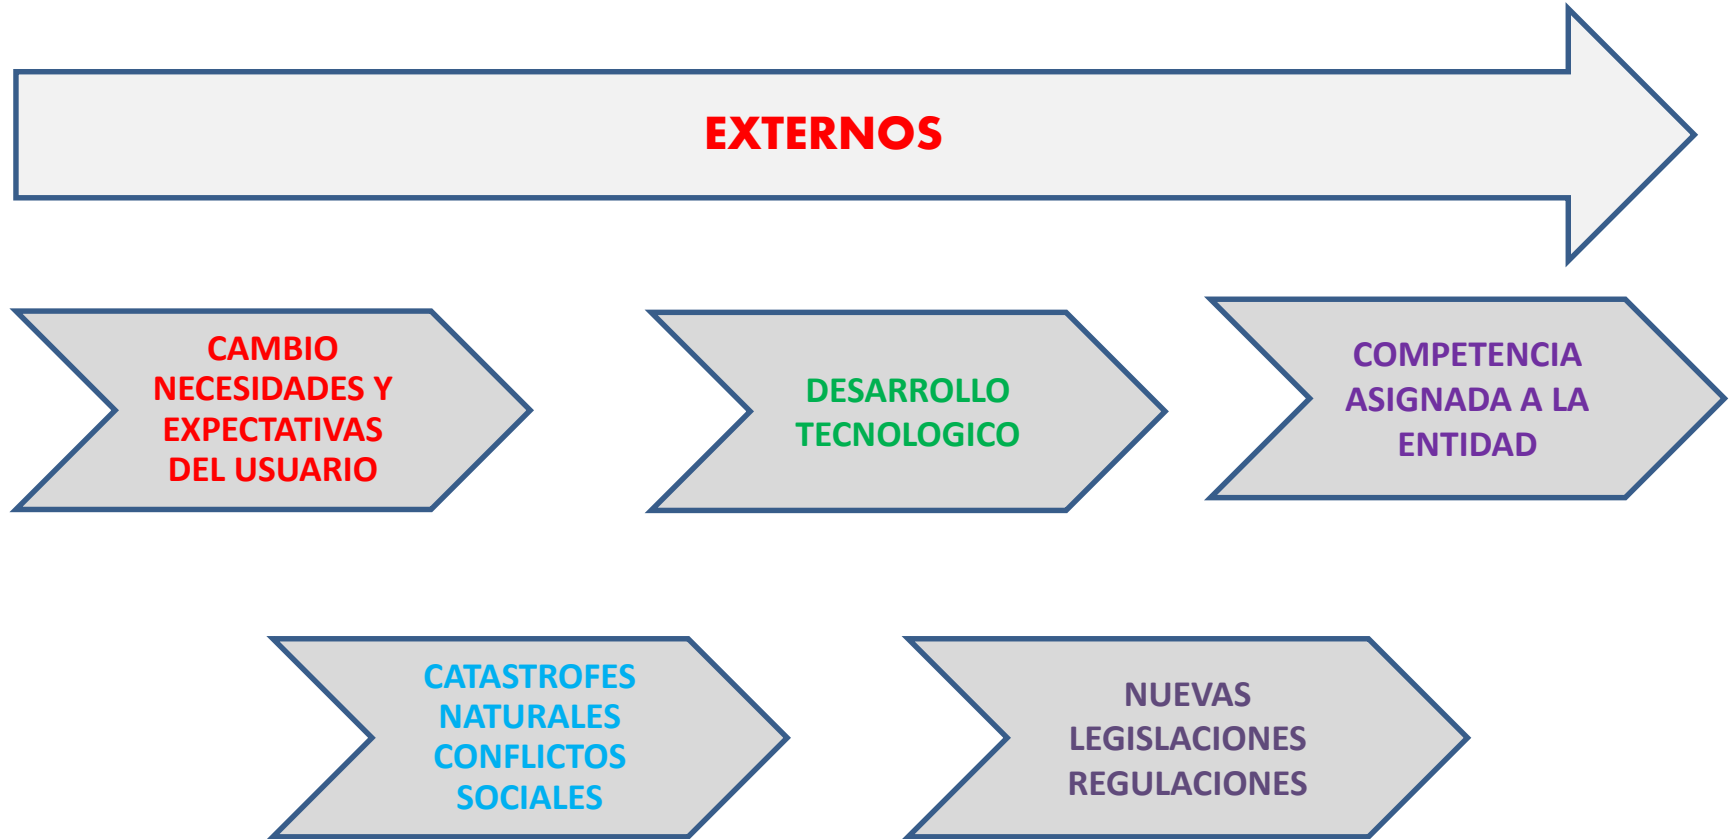 EXTERNOS
CAMBIO
NECESIDADES Y
EXPECTATIVAS
DEL USUARIO
DESARROLLO
TECNOLOGICO
COMPETENCIA
ASIGNADA A LA
ENTIDAD
CATASTROFES
NATURALES
CONFLICTOS
SOCIALES
NUEVAS
LEGISLACIONES
REGULACIONES